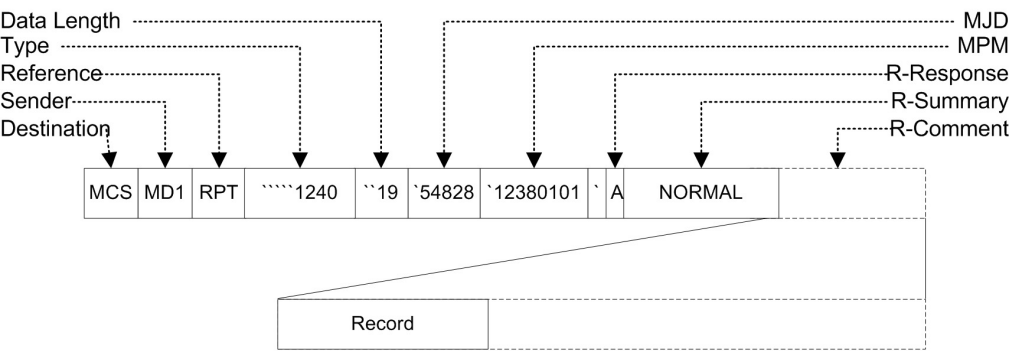 Data Length MJD
Type MPM
Reference R-Response
Sender R-Summary
Destination R-Comment
MCS MD1 RPT `````1240 ``19 `54828 `12380101 ` A NORMAL
Record